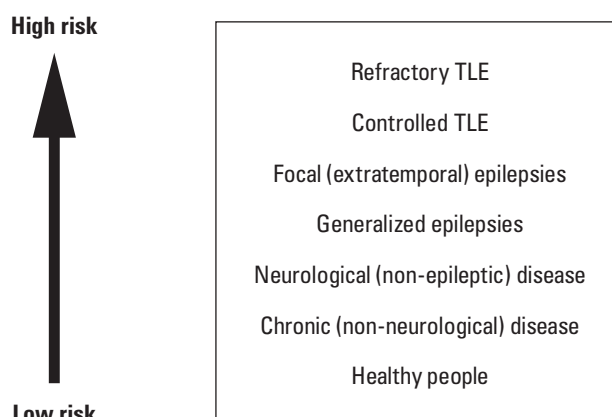 High risk
Refractory TLE
Controlled TLE
Focal (extratemporal) epilepsies
Generalized epilepsies
Neurological (non-epileptic) disease
Chronic (non-neurological) disease
Healthy people
Low risk